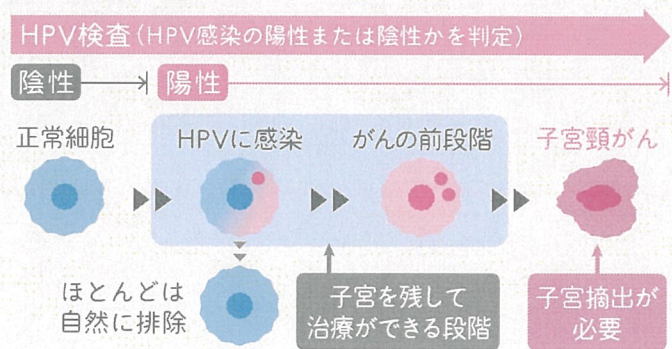 HPV検査（HPV感染の陽性または陰性かを判定）
陰性
陽性
正常細胞
HPVに感染
がんの前段階
子宮頸がん
ほとんどは
自然に排除
子宮を残して
治療ができる段階
子宮摘出が
必要